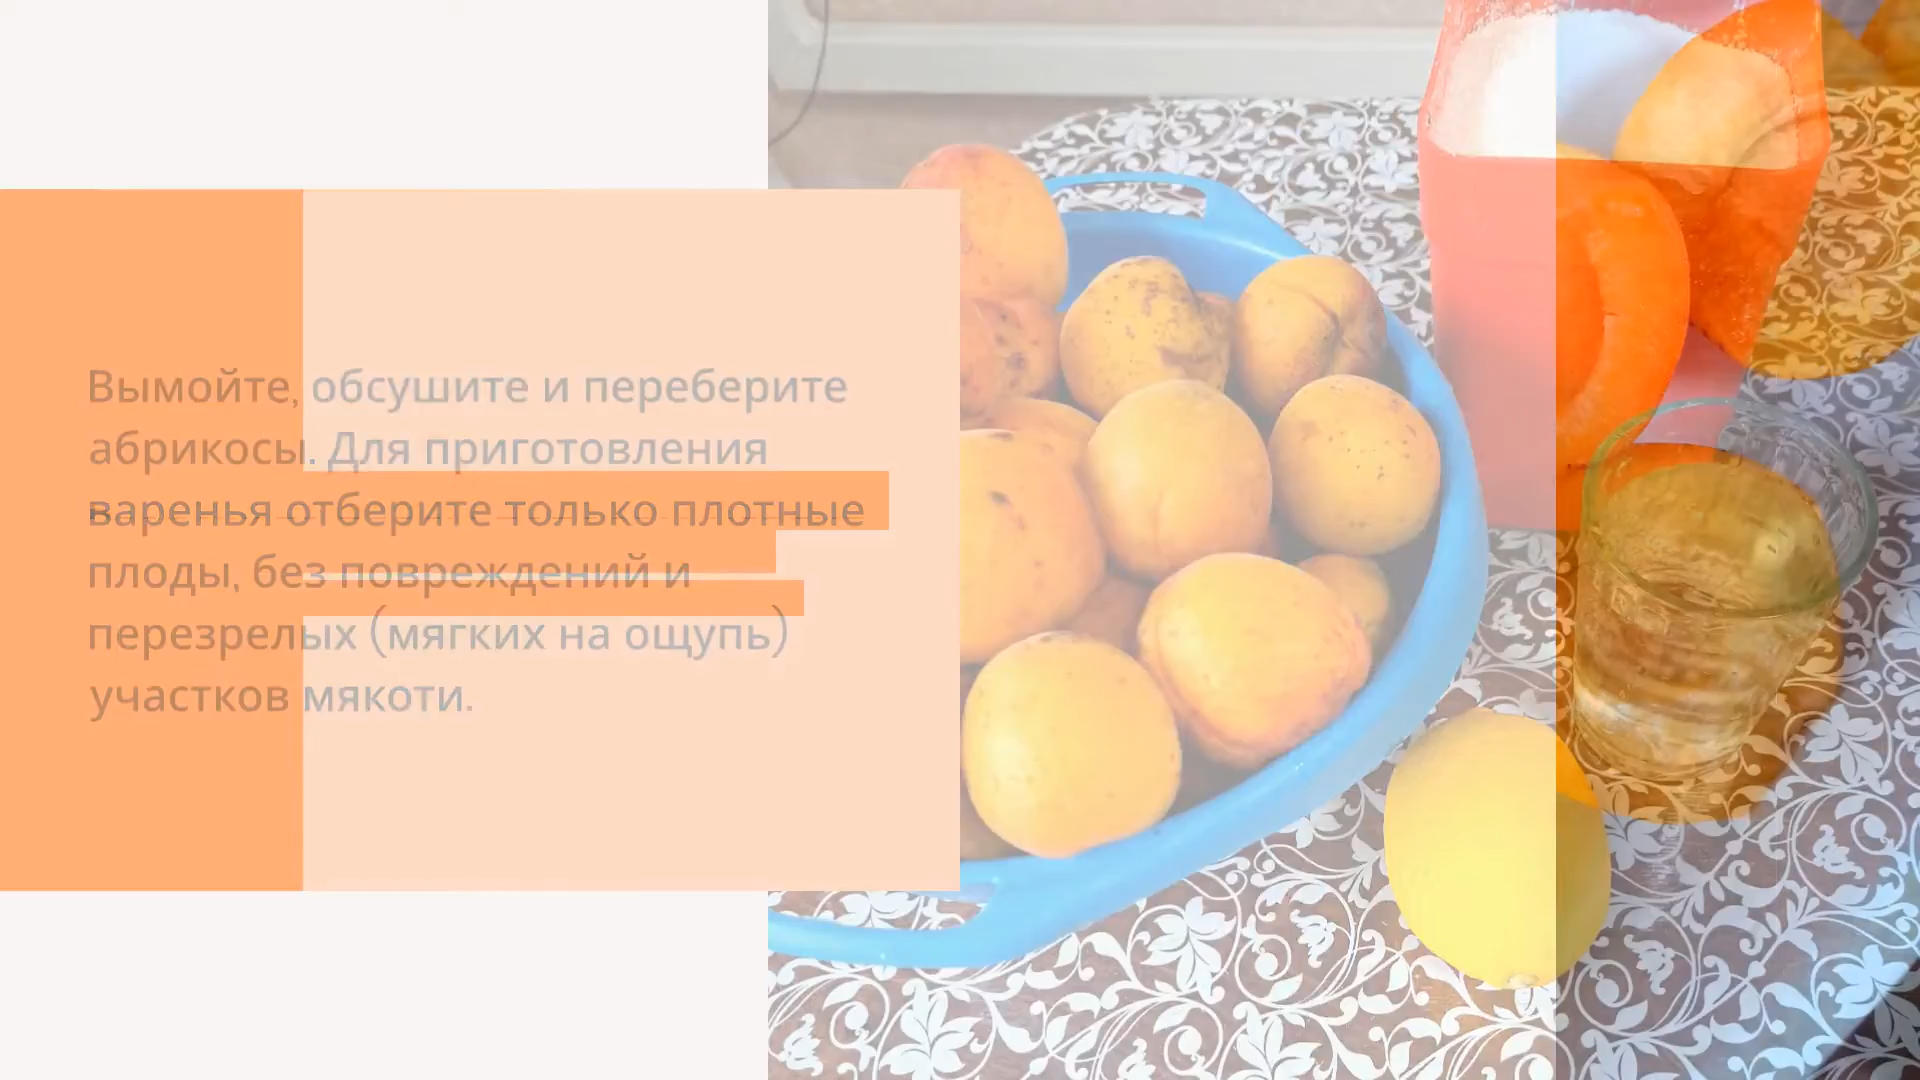 Вымойте, обсушите и переберите
абрикосы. Для приготовления
варенья отберите только плотные
плоды, без повреждений и
перезрелых (мягких на ощупь)
участков мякоти.